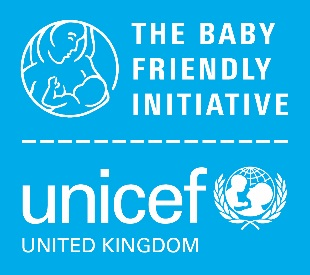 THE BABY
FRIENDLY
INITIATIVE
unicef
UNITED KINGDOM